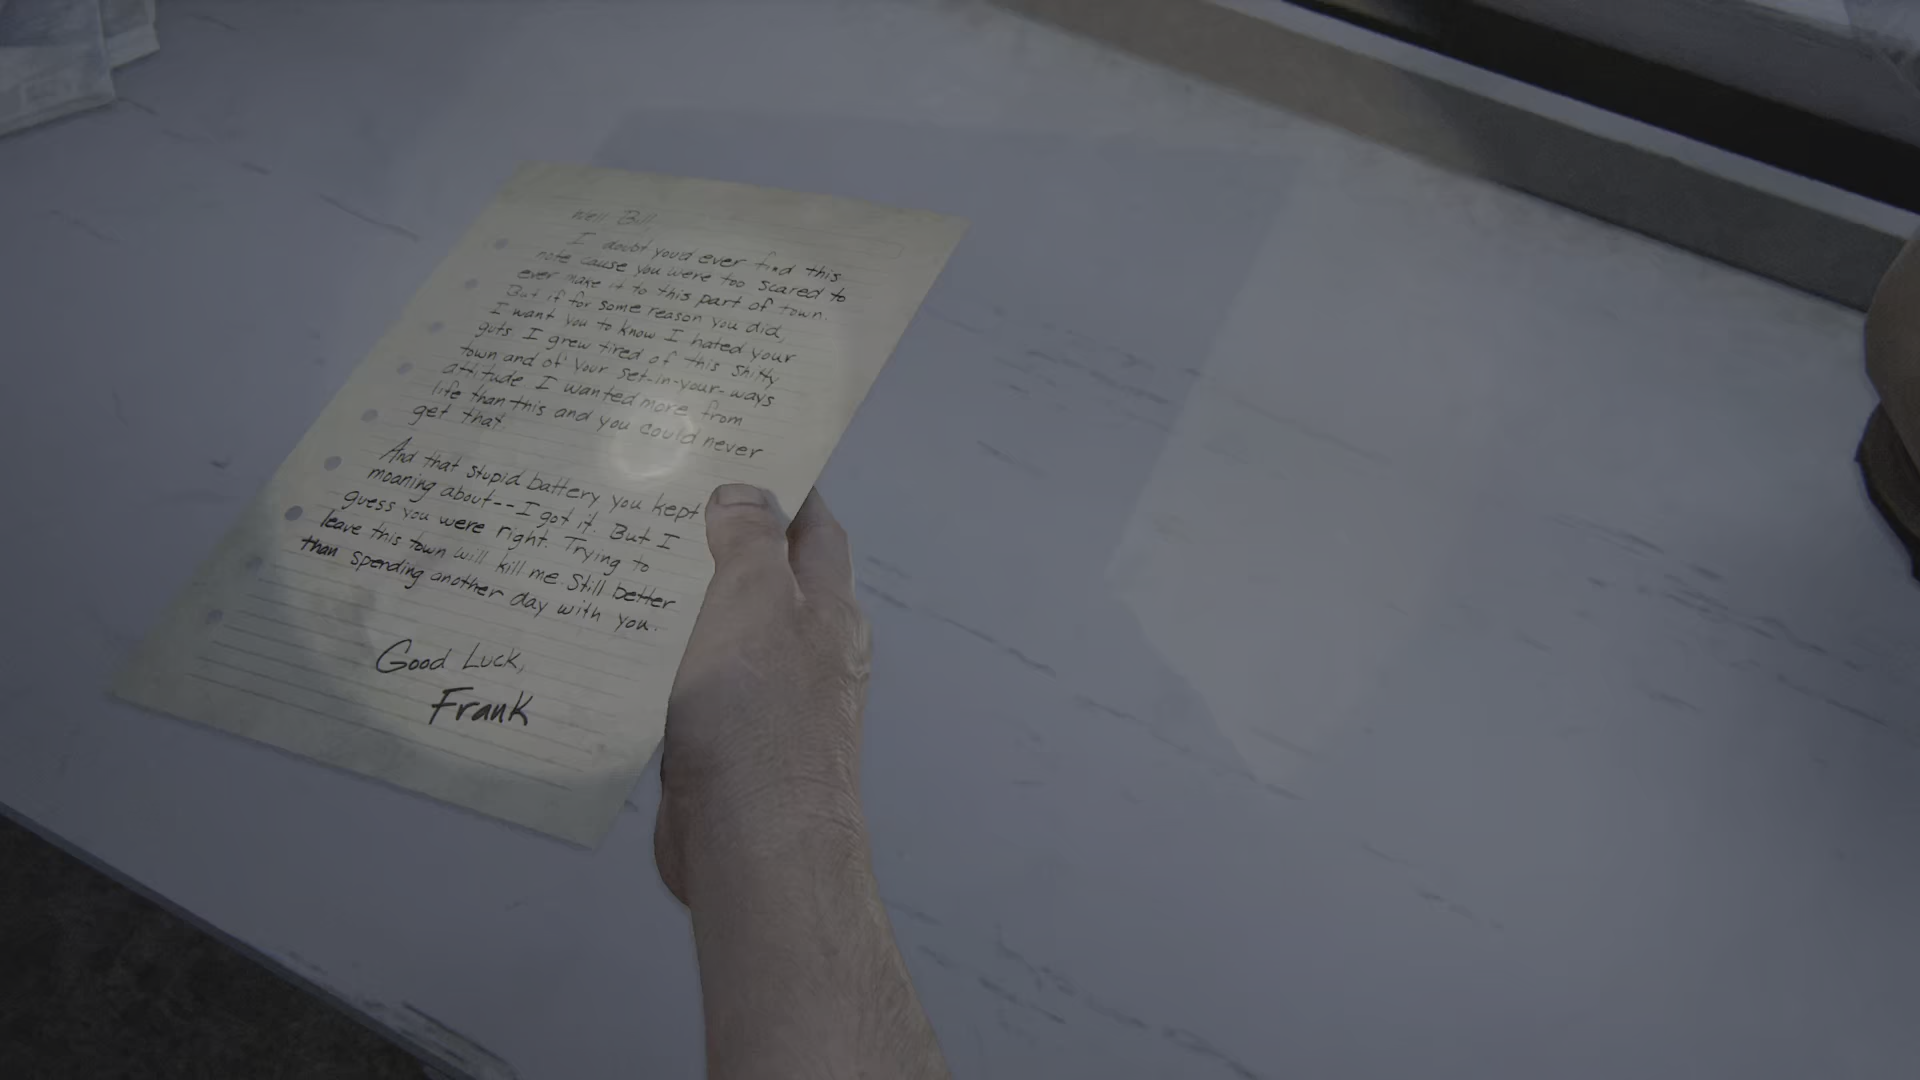 Well Bill,
I doubt you'd ever find this
note cause you were too scared to
ever make it to this part of town.
But if for some reason you did,
I want you to know I hated your
guts. I grew tired of this shitty
town and of your set-in-your-ways
attitude. I wanted more from
life than this and you could never
get that.
And that stupid battery you kept
moaning about--I got it. But I
guess you were right. Trying to
leave this town will kill me. Still better
than spending another day with you.
Good Luck,
Frank